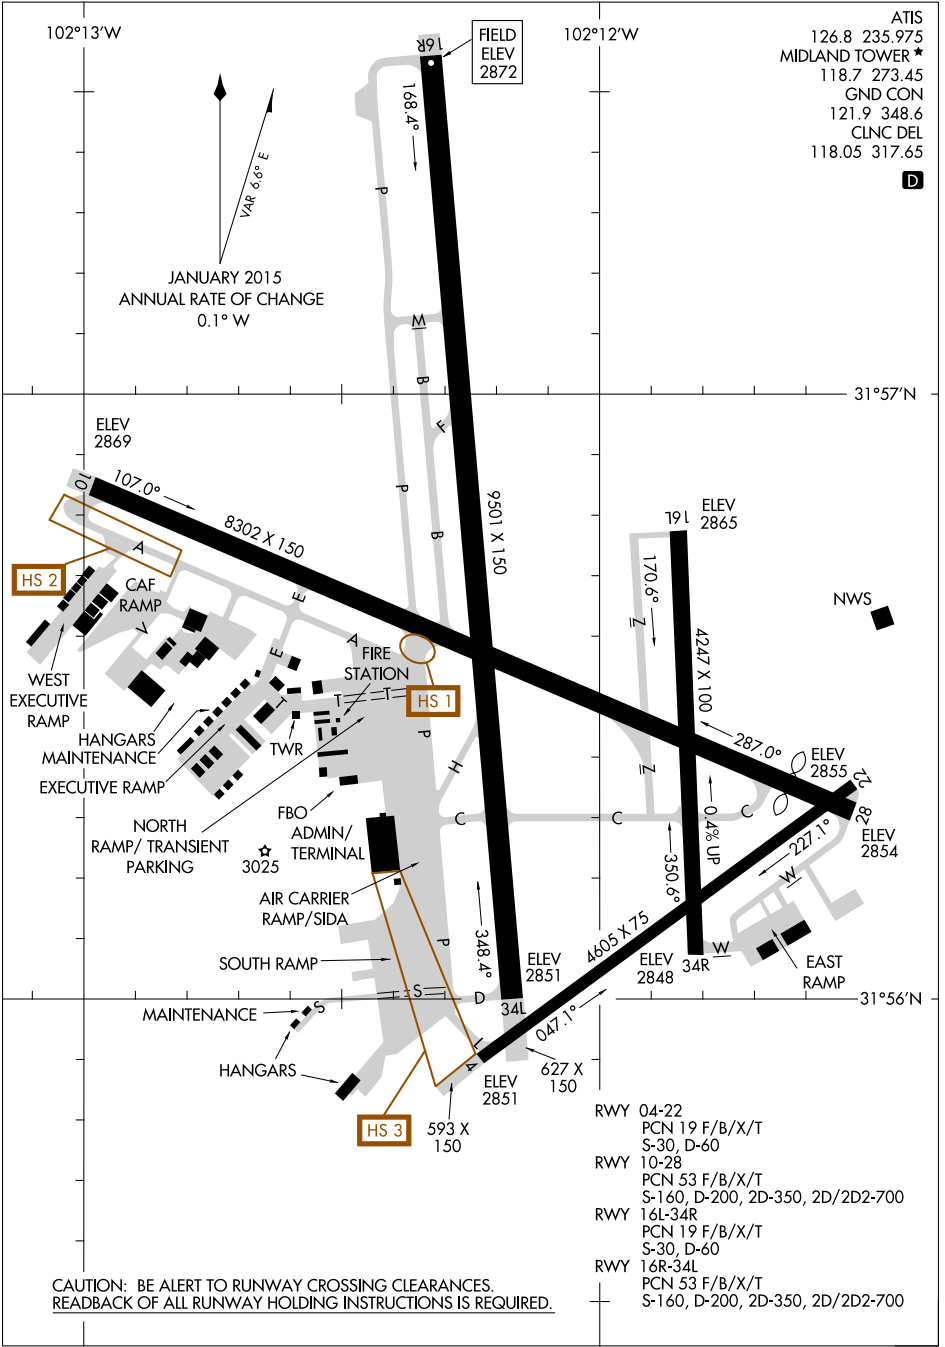 102°13'W
16R
FIELD
ELEV
2872
102°12'W
ATIS
126.8 235.975
MIDLAND TOWER ★
118.7 273.45
GND CON
121.9 348.6
CLNC DEL
118.05 317.65
D
168.4°
VAR 6.6° E
P
JANUARY 2015
ANNUAL RATE OF CHANGE
0.1° W
M
B
31°57'N
F
ELEV
2869
10
107.0°
8302 X 150
P
B
9501 X 150
16L
ELEV
2865
170.6°
A
HS 2
CAF
RAMP
V
E
A
E
FIRE
STATION
HS 1
Z
4247 X 100
NWS
WEST
EXECUTIVE
RAMP
HANGARS
MAINTENANCE
EXECUTIVE RAMP
T
T
T
TWR
P
H
287.0°
Z
ELEV
2855
22
28
ELEV
2854
NORTH
RAMP/ TRANSIENT
PARKING
FBO
ADMIN/
TERMINAL
3025
C
C
C
0.4% UP
350.6°
227.1°
W
AIR CARRIER
RAMP/SIDA
SOUTH RAMP
P
348.4°
ELEV
2851
4605 X 75
ELEV
2848
34R
W
EAST
RAMP
S
S
D
34L
047.1°
31°56'N
MAINTENANCE
HANGARS
L
4
ELEV
2851
627 X
150
HS 3
593 X
150
RWY 04-22
PCN 19 F/B/X/T
S-30, D-60
RWY 10-28
PCN 53 F/B/X/T
S-160, D-200, 2D-350, 2D/2D2-700
RWY 16L-34R
PCN 19 F/B/X/T
S-30, D-60
RWY 16R-34L
PCN 53 F/B/X/T
S-160, D-200, 2D-350, 2D/2D2-700
CAUTION: BE ALERT TO RUNWAY CROSSING CLEARANCES.
READBACK OF ALL RUNWAY HOLDING INSTRUCTIONS IS REQUIRED.